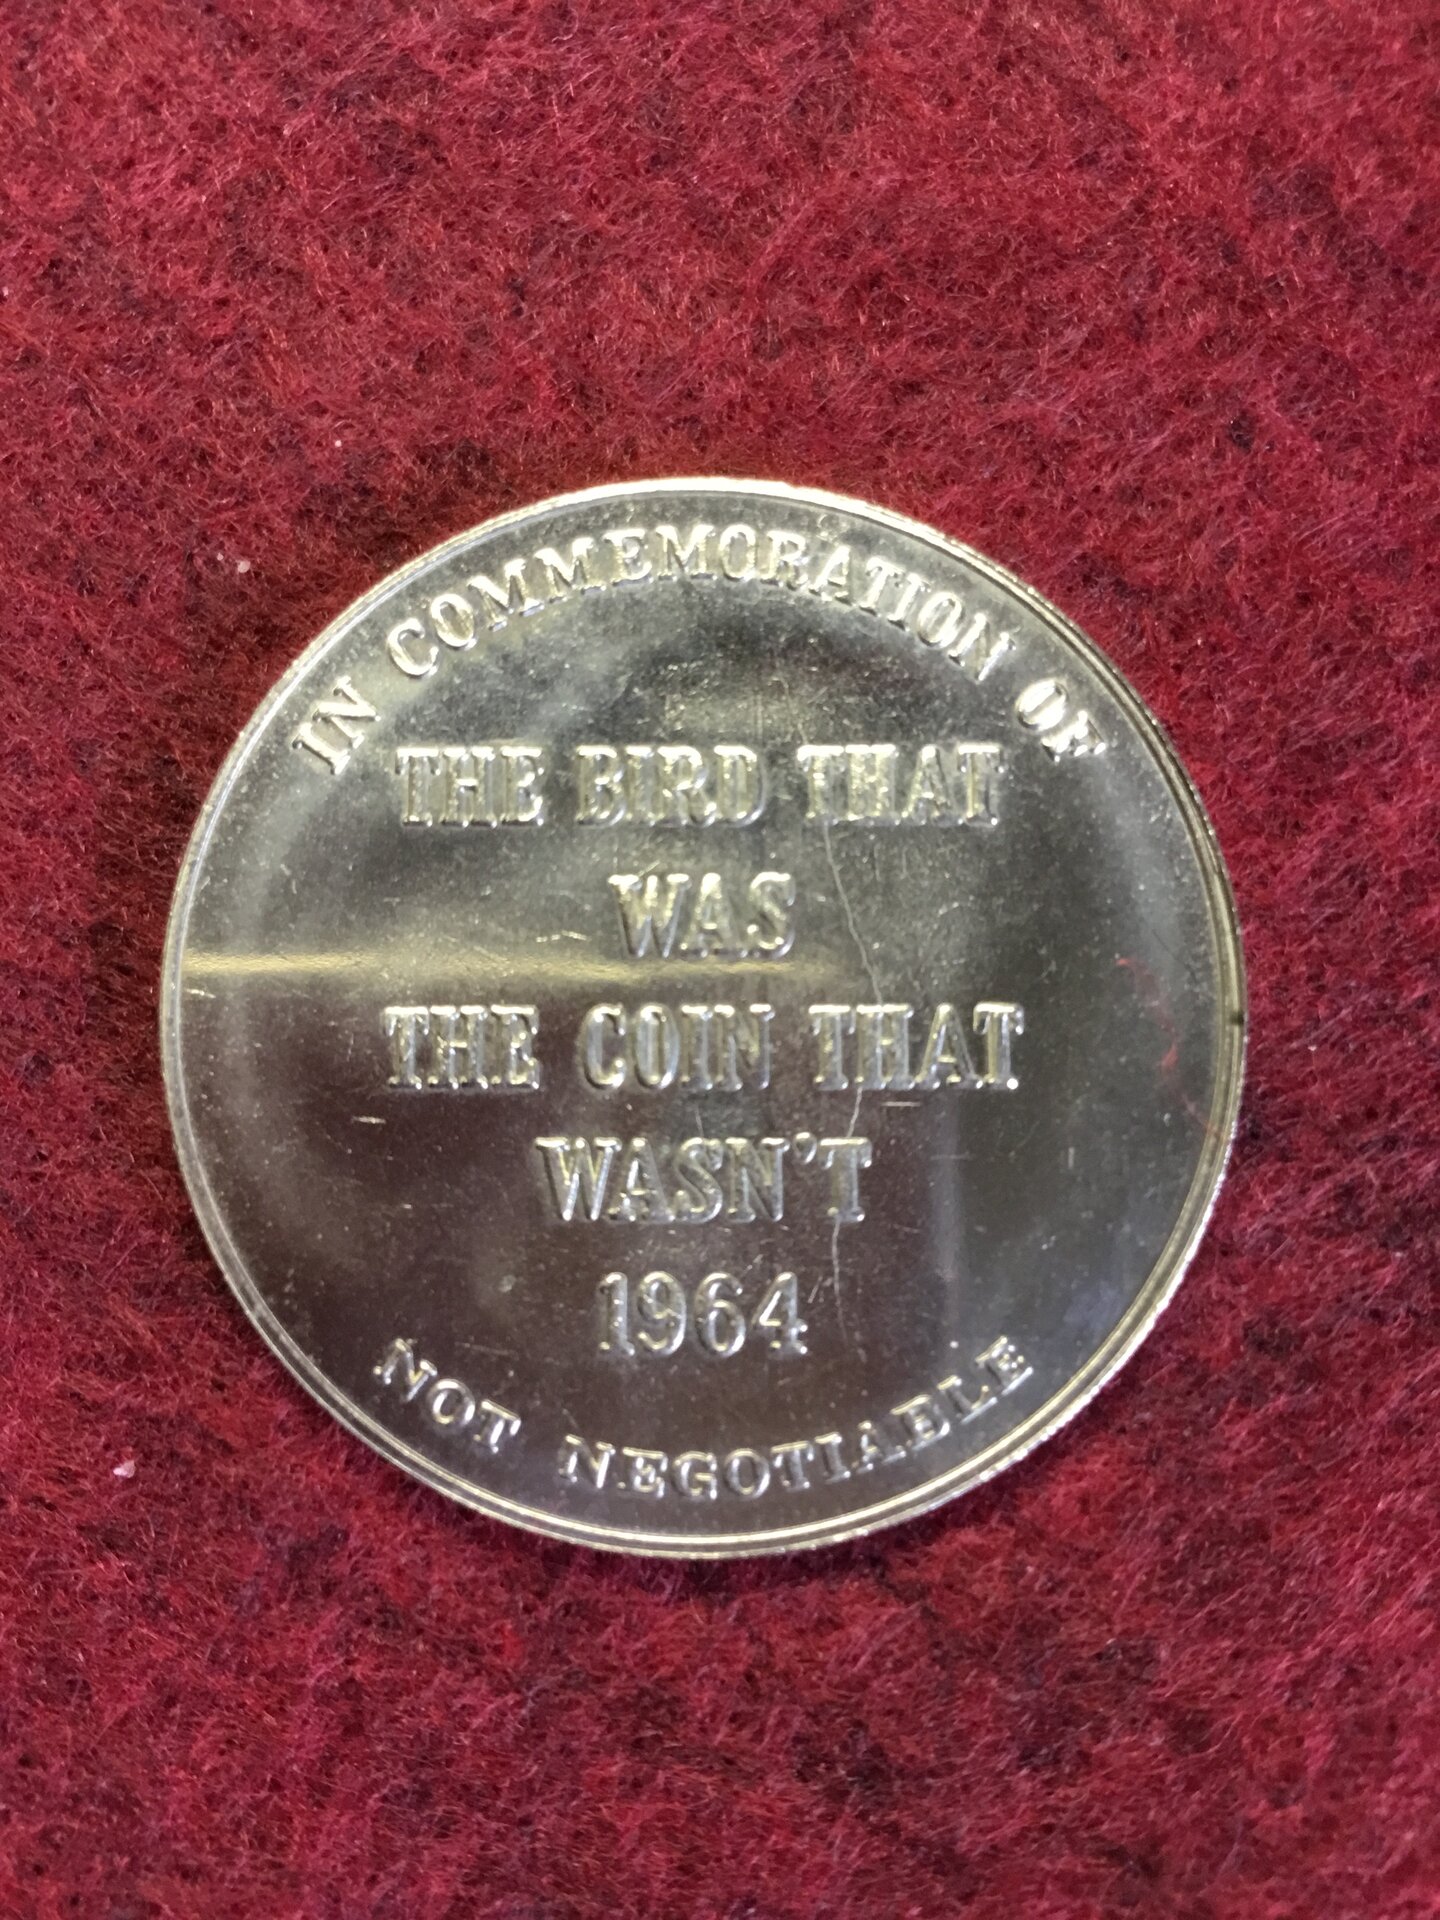 IN COMMEMORATION OF
THE BIRD THAT
WAS
THE COIN THAT
WASN'T
1964
NOT NEGOTIABLE